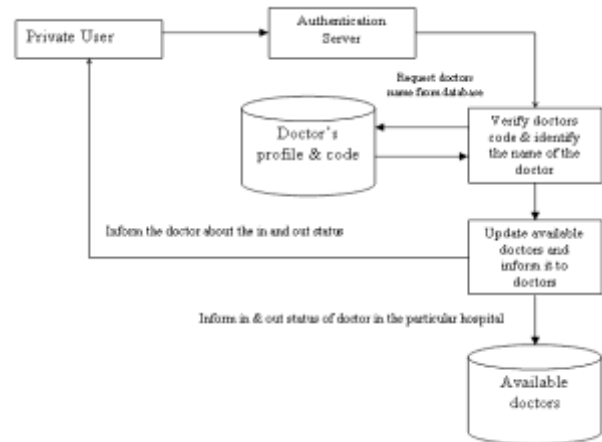 Private User
Authentication
Server
Request doctors
name from database
Doctor's
profile & code
Verify doctors
code & identify
the name of the
doctor
Inform the doctor about the in and out status
Update available
doctors and
inform it to
doctors
Inform in & out status of doctor in the particular hospital
Available
doctors